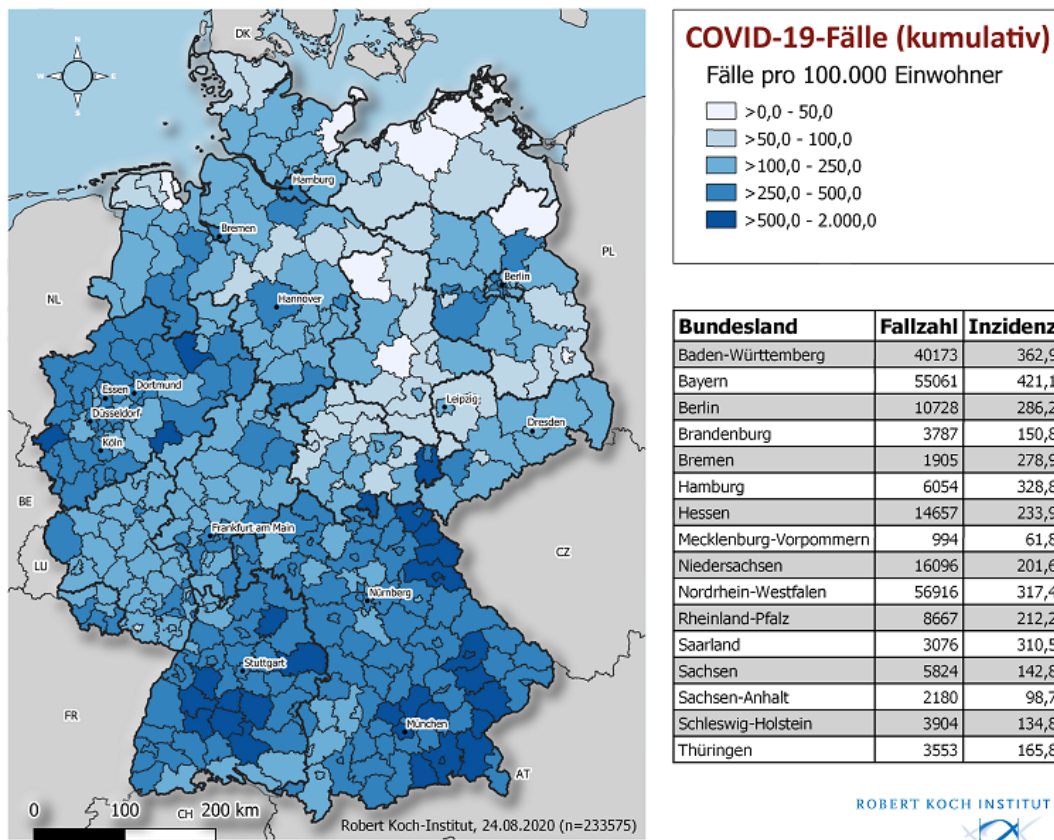 COVID-19-Fälle (kumulativ)
Fälle pro 100.000 Einwohner
>0,0 - 50,0
>50,0 - 100,0
>100,0 - 250,0
>250,0 - 500,0
>500,0 - 2.000,0
N
W E
S
DK
Hamburg
Bremen
PL
Berlin
NL
Hannover
Essen Dortmund
Düsseldorf
Leipzig
Dresden
Köln
BE
Frankfurt am Main
LU
CZ
Nürnberg
Stuttgart
FR
München
AT
CH
0 100 200 km
Robert Koch-Institut, 24.08.2020 (n=233575)
Bundesland Fallzahl Inzidenz
Baden-Württemberg 40173 362,9
Bayern 55061 421,1
Berlin 10728 286,2
Brandenburg 3787 150,8
Bremen 1905 278,9
Hamburg 6054 328,8
Hessen 14657 233,9
Mecklenburg-Vorpommern 994 61,8
Niedersachsen 16096 201,6
Nordrhein-Westfalen 56916 317,4
Rheinland-Pfalz 8667 212,2
Saarland 3076 310,5
Sachsen 5824 142,8
Sachsen-Anhalt 2180 98,7
Schleswig-Holstein 3904 134,8
Thüringen 3553 165,8
ROBERT KOCH INSTITUT